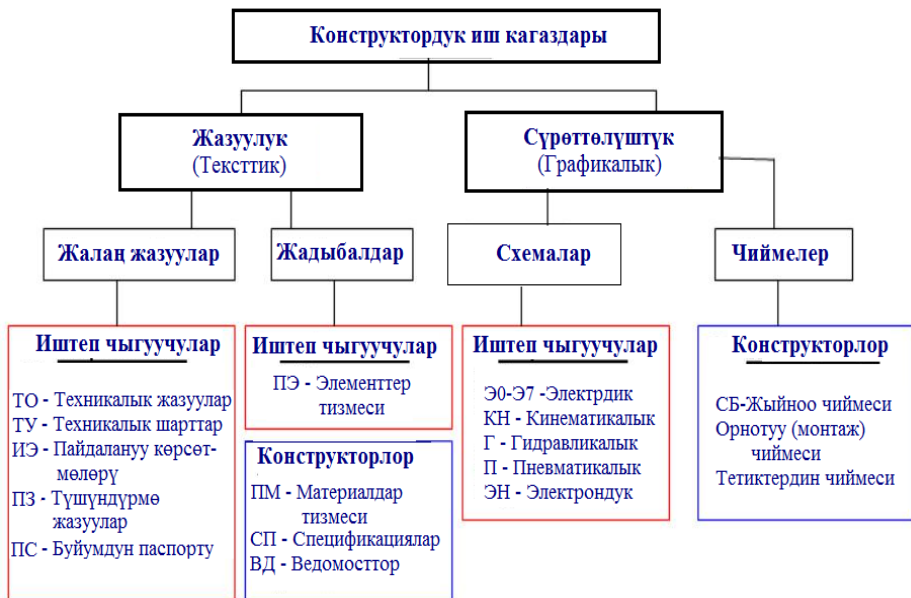 Конструктордук иш кагаздары
Жазуулук
(Тексттик)
Сүрөттөлүштүк
(Графикалык)
Жалаң жазуулар
Жадыбалдар
Схемалар
Чиймелер
Иштеп чыгуучулар
ТО - Техникалык жазуулар
ТУ - Техникалык шарттар
ИЭ - Пайдалануу көрсөт-
мөлөрү
ПЗ - Түшүндүрмө
жазуулар
ПС - Буйумдун паспорту
Иштеп чыгуучулар
ПЭ - Элементтер
тизмеси
Конструкторлор
ПМ - Материалдар
тизмеси
СП - Спецификациялар
ВД - Ведомосттор
Иштеп чыгуучулар
Э0-Э7 -Электрдик
КН - Кинематикалык
Г - Гидравликалык
П - Пневматикалык
ЭН - Электрондук
Конструкторлор
СБ-Жыйноо чиймеси
Орнотуу (монтаж)
чиймеси
Тетиктердин чиймеси